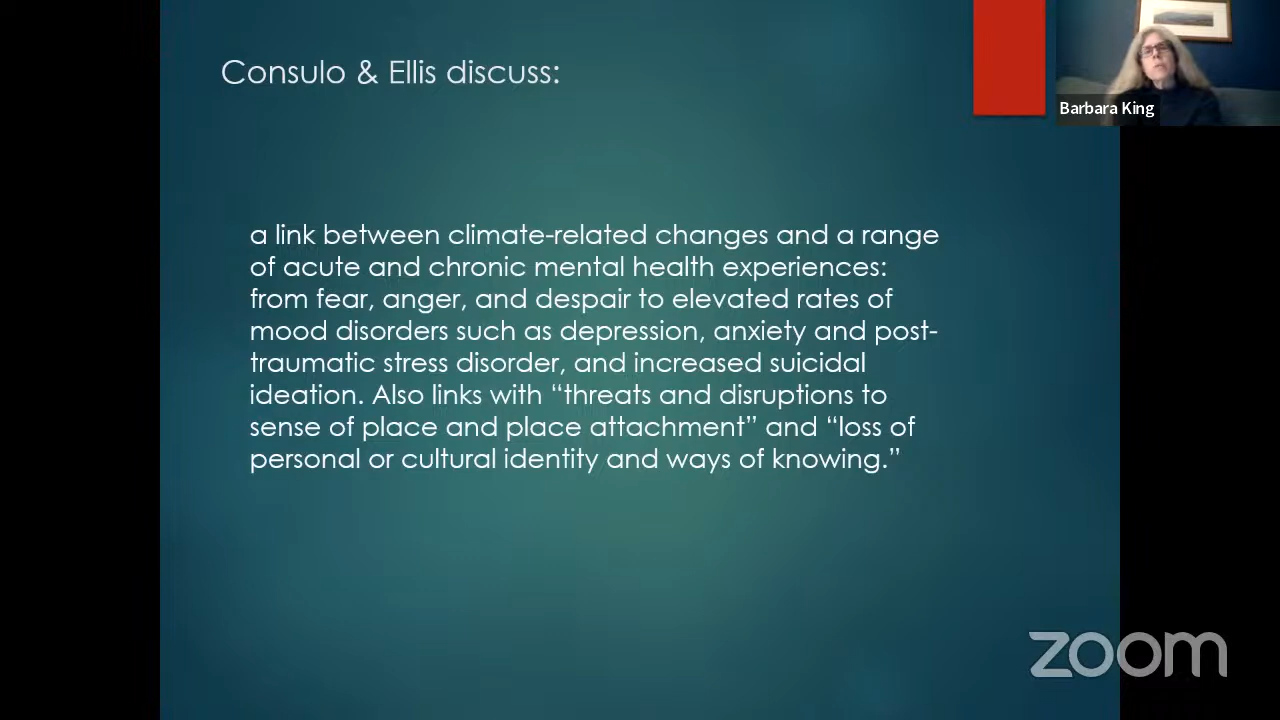 Consulo & Ellis discuss:
Barbara King
a link between climate-related changes and a range
of acute and chronic mental health experiences:
from fear, anger, and despair to elevated rates of
mood disorders such as depression, anxiety and post-
traumatic stress disorder, and increased suicidal
ideation. Also links with “threats and disruptions to
sense of place and place attachment” and “loss of
personal or cultural identity and ways of knowing.”
zoom